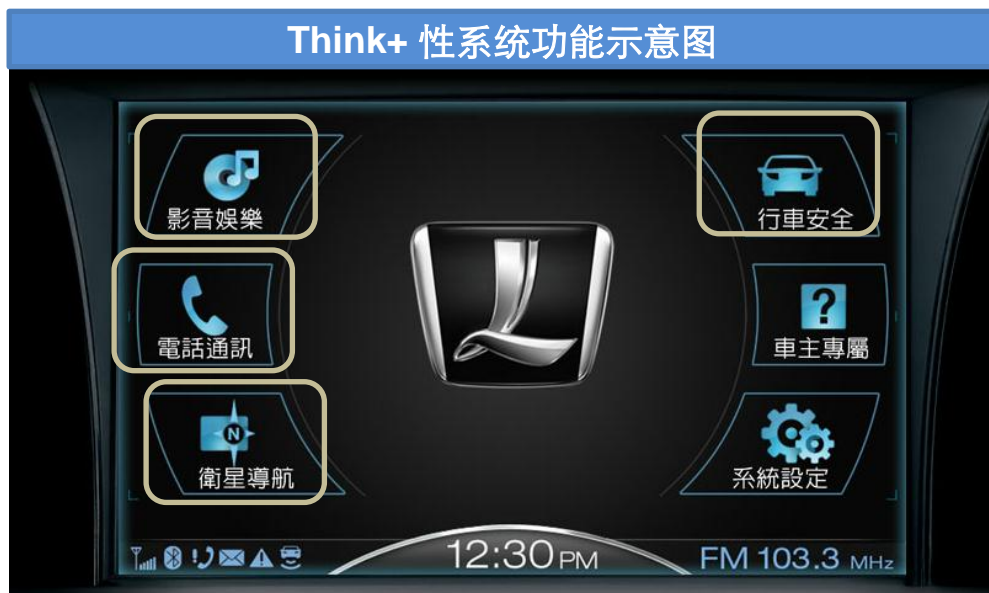 Think+ 性系统功能示意图
影音娛樂
行車安全
電話通訊
車主專屬
衛星導航
系統設定
N
?
12:30 PM
FM 103.3 MHz